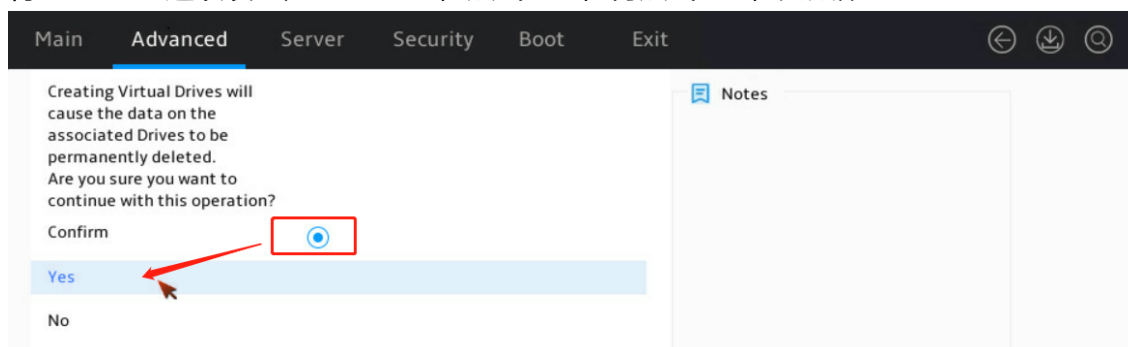 Main Advanced Server Security Boot Exit
Creating Virtual Drives will
cause the data on the
associated Drives to be
permanently deleted.
Are you sure you want to
continue with this operation?
Confirm
Yes
No
Notes